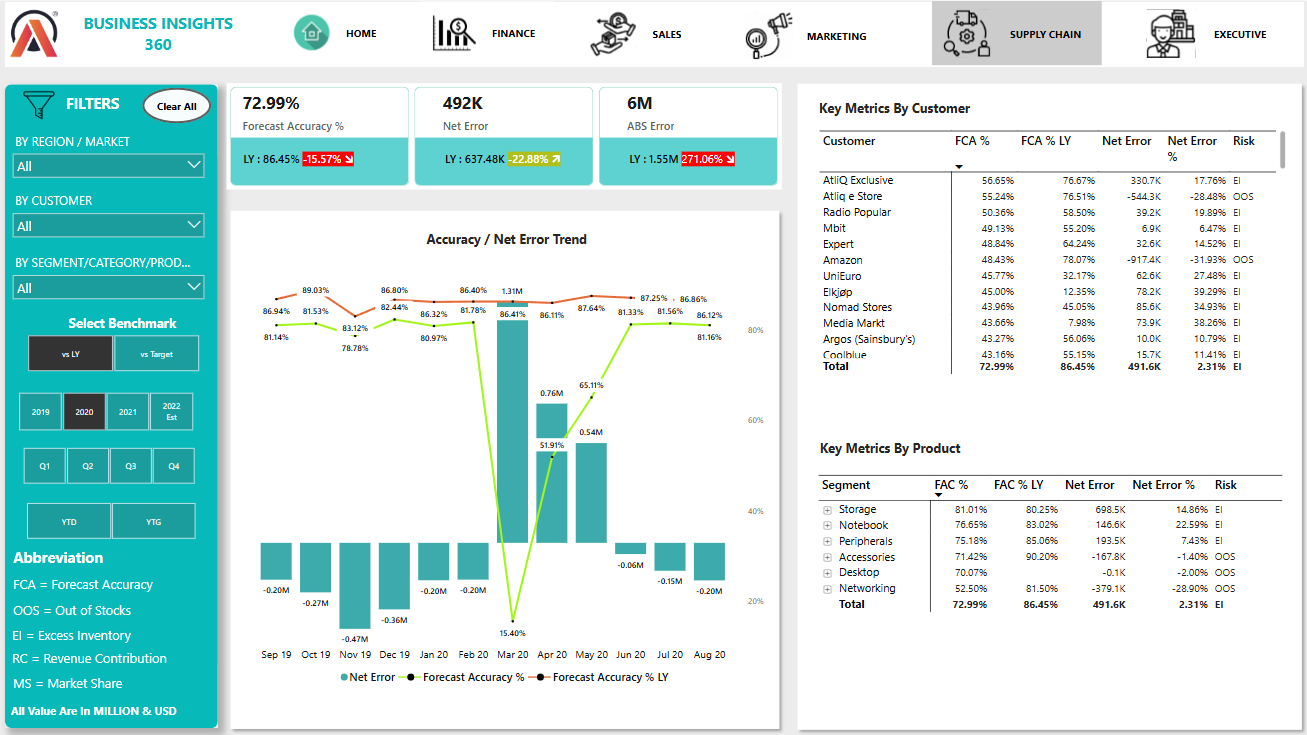 BUSINESS INSIGHTS
360
HOME
FINANCE
SALES
MARKETING
SUPPLY CHAIN
EXECUTIVE
FILTERS
Clear All
BY REGION / MARKET
All
BY CUSTOMER
All
BY SEGMENT/CATEGORY/PROD...
All
Select Benchmark
vs LY
vs Target
2019
2020
2021
2022
Est
Q1
Q2
Q3
Q4
YTD
YTG
Abbreviation
FCA = Forecast Accuracy
OOS = Out of Stocks
EI = Excess Inventory
RC = Revenue Contribution
MS = Market Share
All Value Are In MILLION & USD
72.99%
Forecast Accuracy %
LY : 86.45% -15.57%
492K
Net Error
LY : 637.48K -22.88%
6M
ABS Error
LY : 1.55M 271.06%
Accuracy / Net Error Trend
89.03% 86.80% 86.40% 1.31M 87.25% 86.86%
86.94% 81.53% 83.12% 82.44% 86.32% 81.78% 86.41% 86.11% 87.64% 81.33% 81.56% 86.12%
81.14% 78.78% 80.97% 81.16%
80%
65.11%
0.76M
60%
0.54M
51.91%
40%
-0.20M -0.27M -0.47M -0.36M -0.20M -0.20M -0.06M -0.15M -0.20M
20%
15.40%
Sep 19 Oct 19 Nov 19 Dec 19 Jan 20 Feb 20 Mar 20 Apr 20 May 20 Jun 20 Jul 20 Aug 20
Net Error Forecast Accuracy % Forecast Accuracy % LY
Key Metrics By Customer
Customer FCA % FCA % LY Net Error Net Error % Risk
AtliQ Exclusive 56.65% 76.67% 330.7K 17.76% EI
Atliq e Store 55.24% 76.51% -544.3K -28.48% OOS
Radio Popular 50.36% 58.50% 39.2K 19.89% EI
Mbit 49.13% 55.20% 6.9K 6.47% EI
Expert 48.84% 64.24% 32.6K 14.52% EI
Amazon 48.43% 78.07% -917.4K -31.93% OOS
UniEuro 45.77% 32.17% 62.6K 27.48% EI
Elkjøp 45.00% 12.35% 78.2K 39.29% EI
Nomad Stores 43.96% 45.05% 85.6K 34.93% EI
Media Markt 43.66% 7.98% 73.9K 38.26% EI
Argos (Sainsbury's) 43.27% 56.06% 10.0K 10.79% EI
Coolblue 43.16% 55.15% 15.7K 11.41% EI
Total 72.99% 86.45% 491.6K 2.31% EI
Key Metrics By Product
Segment FAC % FAC % LY Net Error Net Error % Risk
Storage 81.01% 80.25% 698.5K 14.86% EI
Notebook 76.65% 83.02% 146.6K 22.59% EI
Peripherals 75.18% 85.06% 193.5K 7.43% EI
Accessories 71.42% 90.20% -167.8K -1.40% OOS
Desktop 70.07% -0.1K -2.00% OOS
Networking 52.50% 81.50% -379.1K -28.90% OOS
Total 72.99% 86.45% 491.6K 2.31% EI